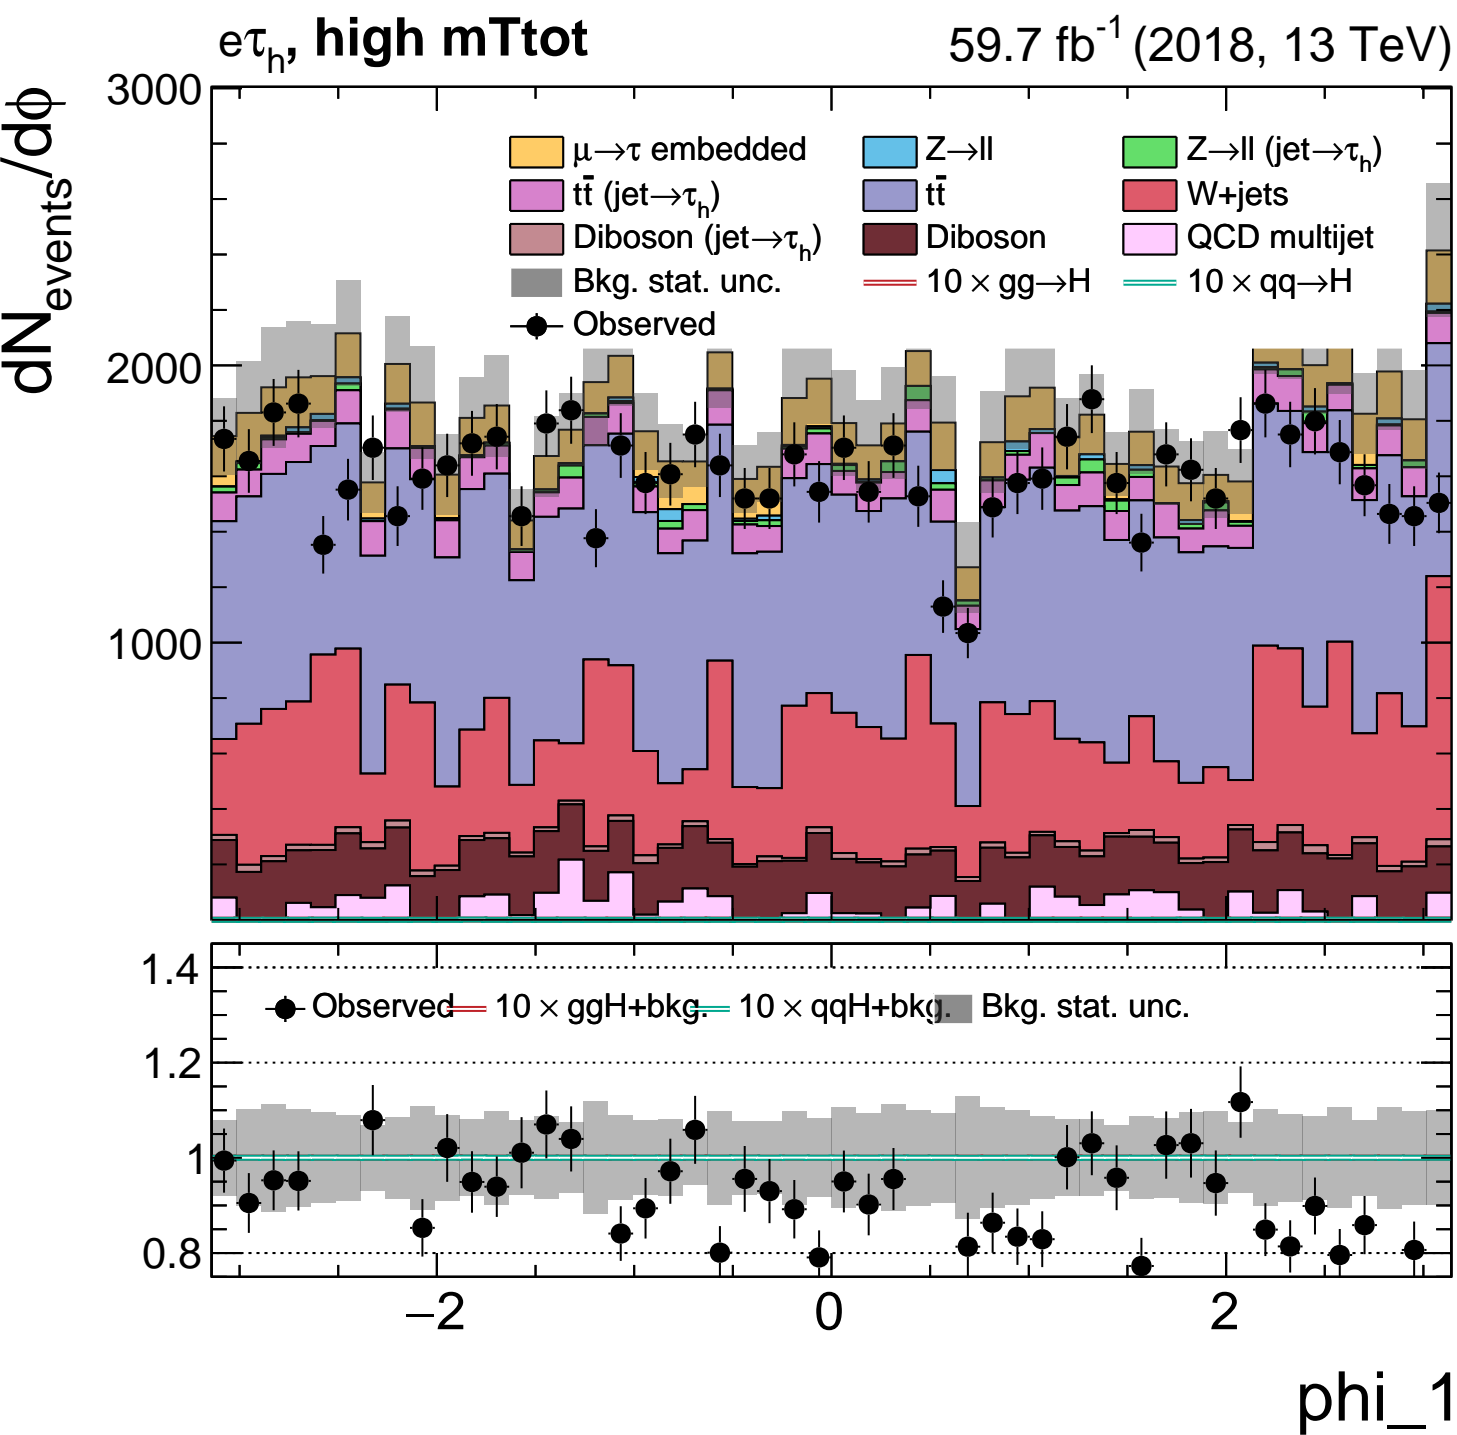 eτh, high mTtot 59.7 fb-1 (2018, 13 TeV)
dNevents/dϕ
3000
2000
1000
μ→τ embedded Z→ll Z→ll (jet→τh)
tt̄ (jet→τh) tt̄ W+jets
Diboson (jet→τh) Diboson QCD multijet
Bkg. stat. unc. 10 × gg→H 10 × qq→H
Observed
1.4
1.2
1
0.8
Observed 10 × ggH+bkg. 10 × qqH+bkg. Bkg. stat. unc.
−2 0 2
phi_1